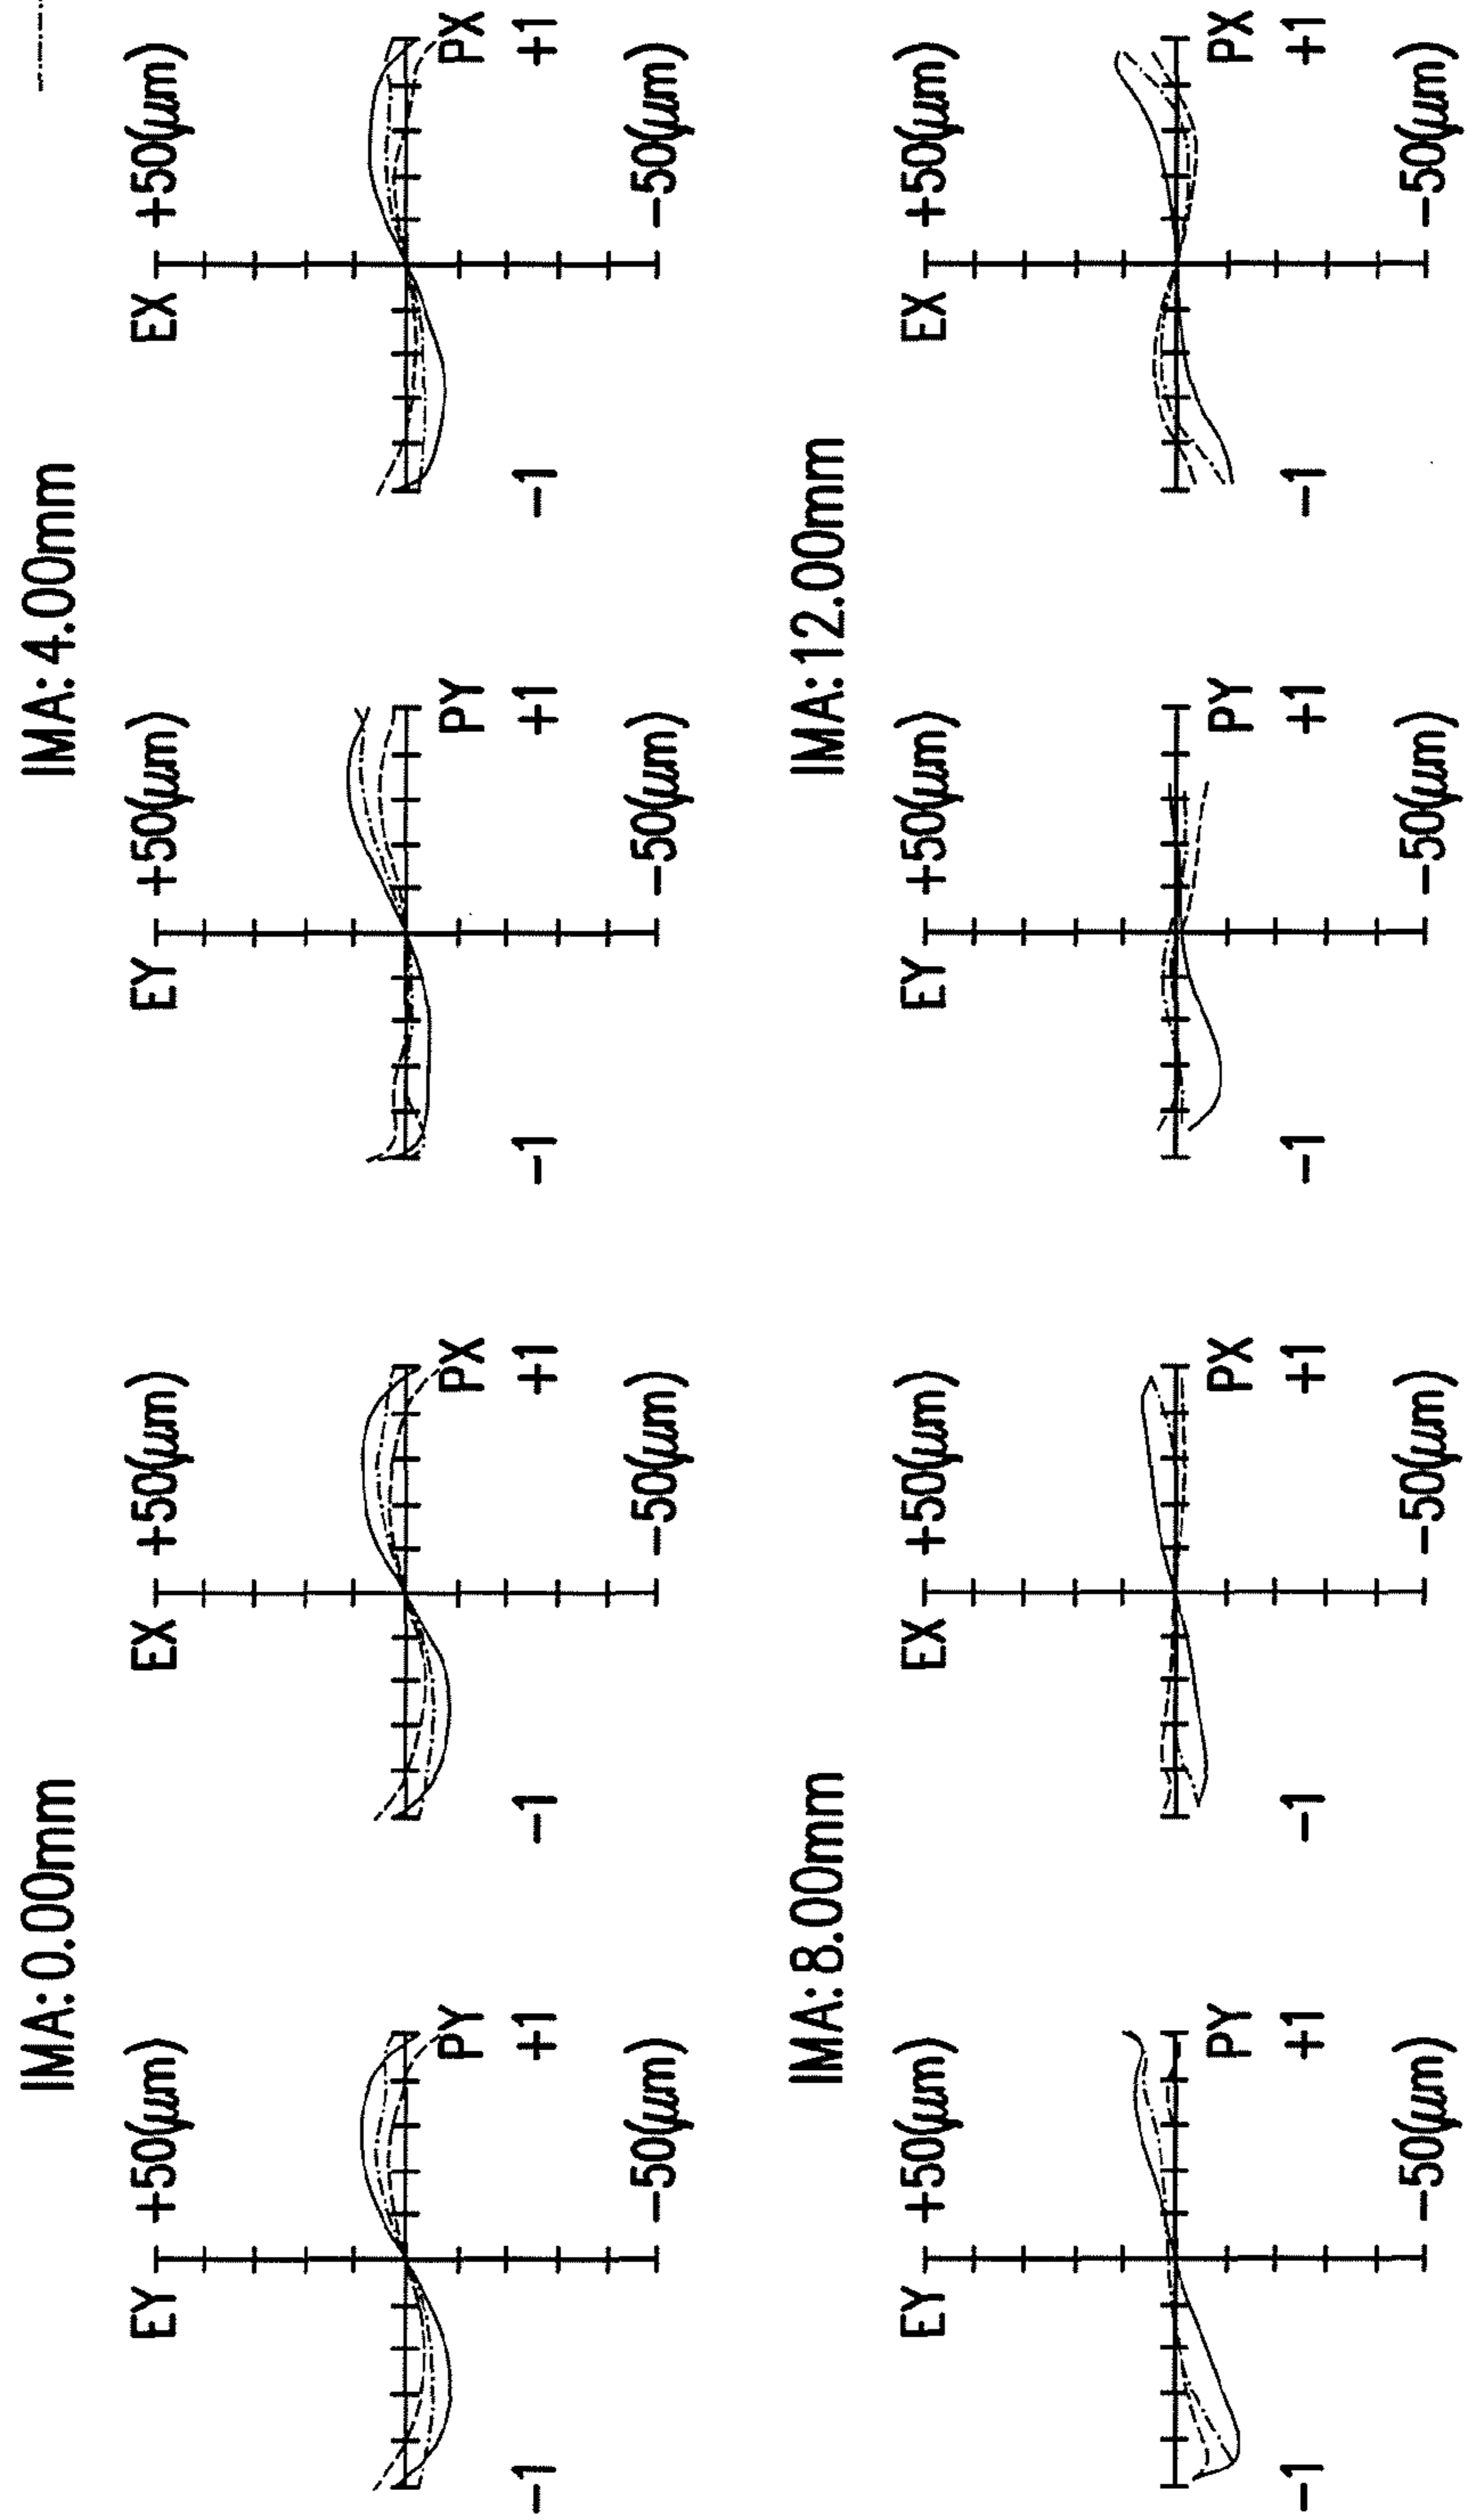 IMA: 0.00mm
EY +50(μm)
PY
-1 +1
-50(μm)
EX +50(μm)
PX
-1 +1
-50(μm)
IMA: 4.00mm
EY +50(μm)
PY
-1 +1
-50(μm)
EX +50(μm)
PX
-1 +1
-50(μm)
IMA: 8.00mm
EY +50(μm)
PY
-1 +1
-50(μm)
EX +50(μm)
PX
-1 +1
-50(μm)
IMA: 12.00mm
EY +50(μm)
PY
-1 +1
-50(μm)
EX +50(μm)
PX
-1 +1
-50(μm)